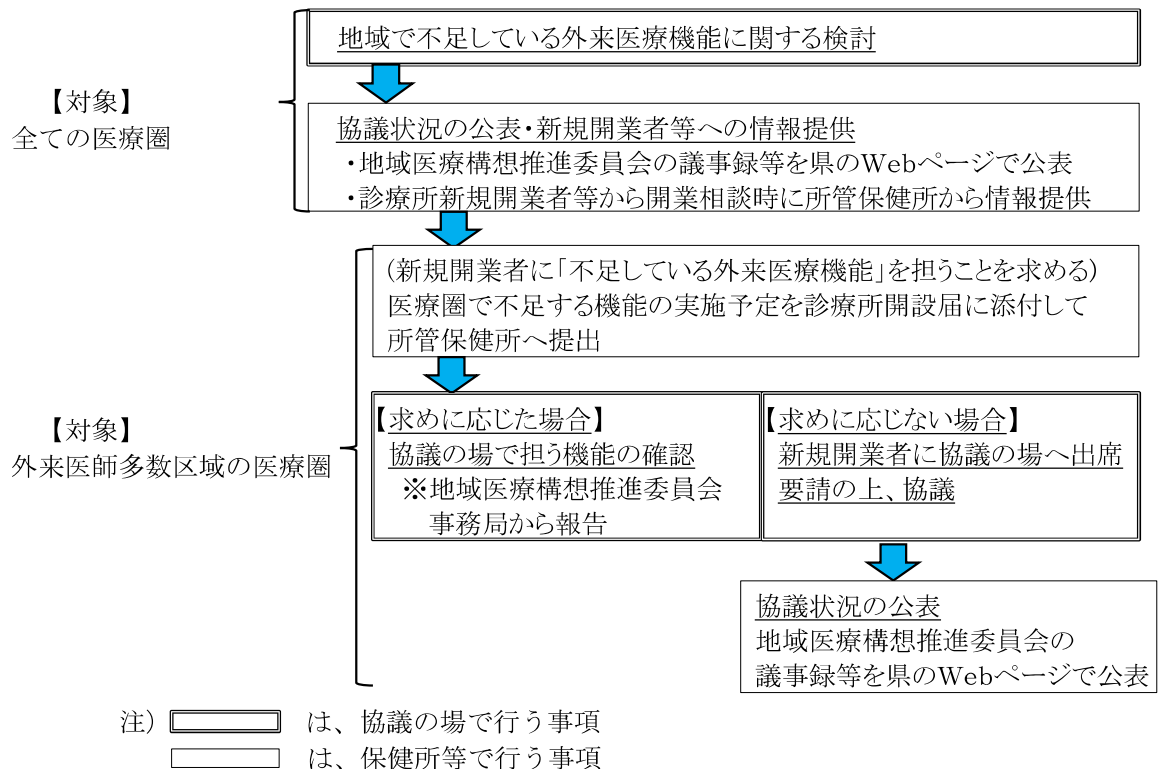 地域で不足している外来医療機能に関する検討
【対象】
全ての医療圏
協議状況の公表・新規開業者等への情報提供
・地域医療構想推進委員会の議事録等を県のWebページで公表
・診療所新規開業者等から開業相談時に所管保健所から情報提供
(新規開業者に「不足している外来医療機能」を担うことを求める)
医療圏で不足する機能の実施予定を診療所開設届に添付して
所管保健所へ提出
【対象】
外来医師多数区域の医療圏
【求めに応じた場合】
協議の場で担う機能の確認
※地域医療構想推進委員会
事務局から報告
【求めに応じない場合】
新規開業者に協議の場へ出席
要請の上、協議
協議状況の公表
地域医療構想推進委員会の
議事録等を県のWebページで公表
注) は、協議の場で行う事項
は、保健所等で行う事項